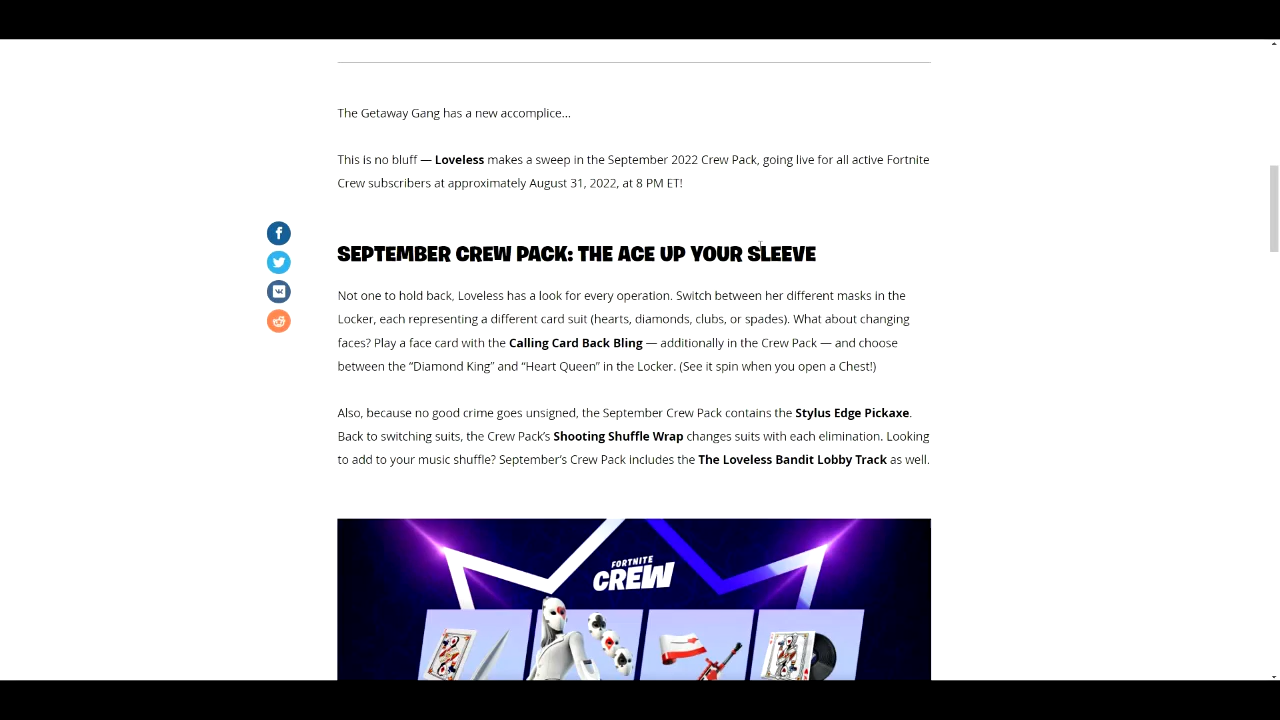 The Getaway Gang has a new accomplice...
This is no bluff — Loveless makes a sweep in the September 2022 Crew Pack, going live for all active Fortnite
Crew subscribers at approximately August 31, 2022, at 8 PM ET!
SEPTEMBER CREW PACK: THE ACE UP YOUR SLEEVE
Not one to hold back, Loveless has a look for every operation. Switch between her different masks in the
Locker, each representing a different card suit (hearts, diamonds, clubs, or spades). What about changing
faces? Play a face card with the Calling Card Back Bling — additionally in the Crew Pack — and choose
between the “Diamond King” and “Heart Queen” in the Locker. (See it spin when you open a Chest!)
Also, because no good crime goes unsigned, the September Crew Pack contains the Stylus Edge Pickaxe.
Back to switching suits, the Crew Pack’s Shooting Shuffle Wrap changes suits with each elimination. Looking
to add to your music shuffle? September’s Crew Pack includes the The Loveless Bandit Lobby Track as well.
FORTNITE
CREW